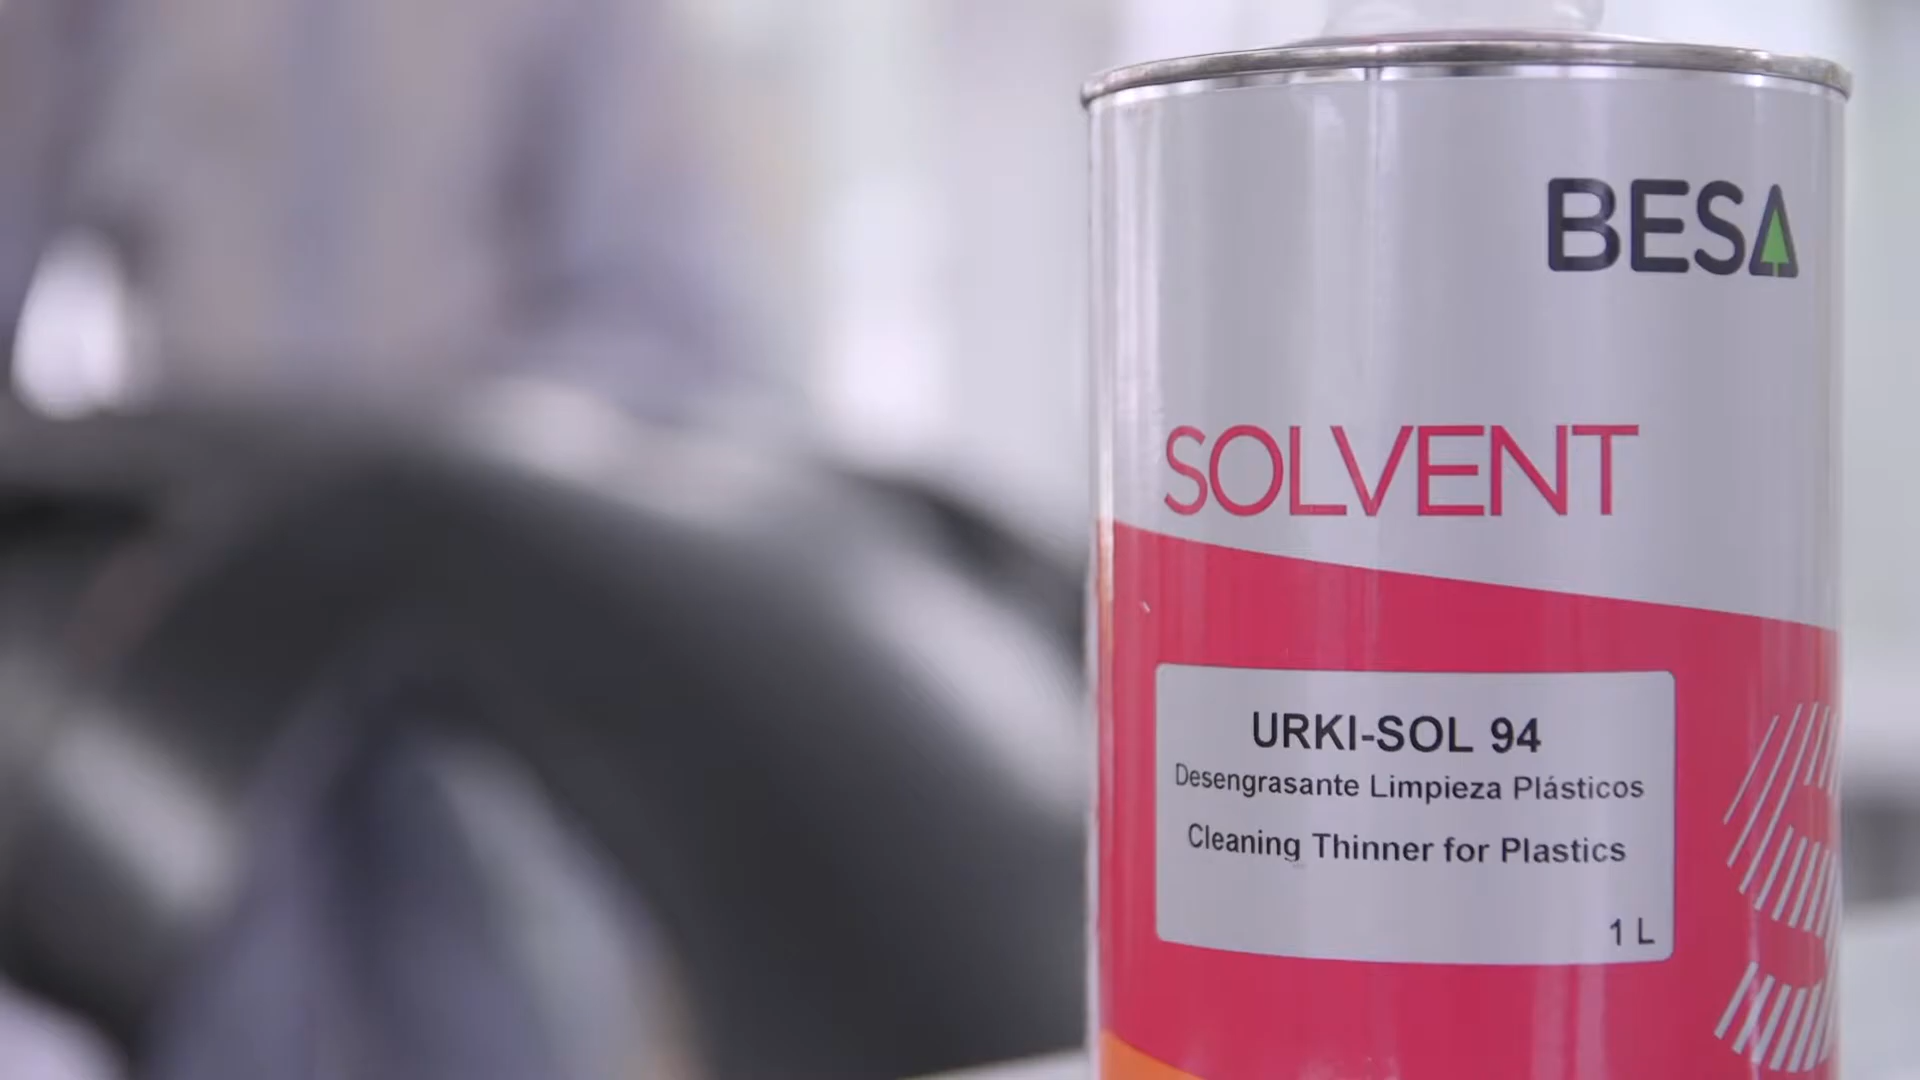 BESA
SOLVENT
URKI-SOL 94
Desengrasante Limpieza Plásticos
Cleaning Thinner for Plastics
1 L